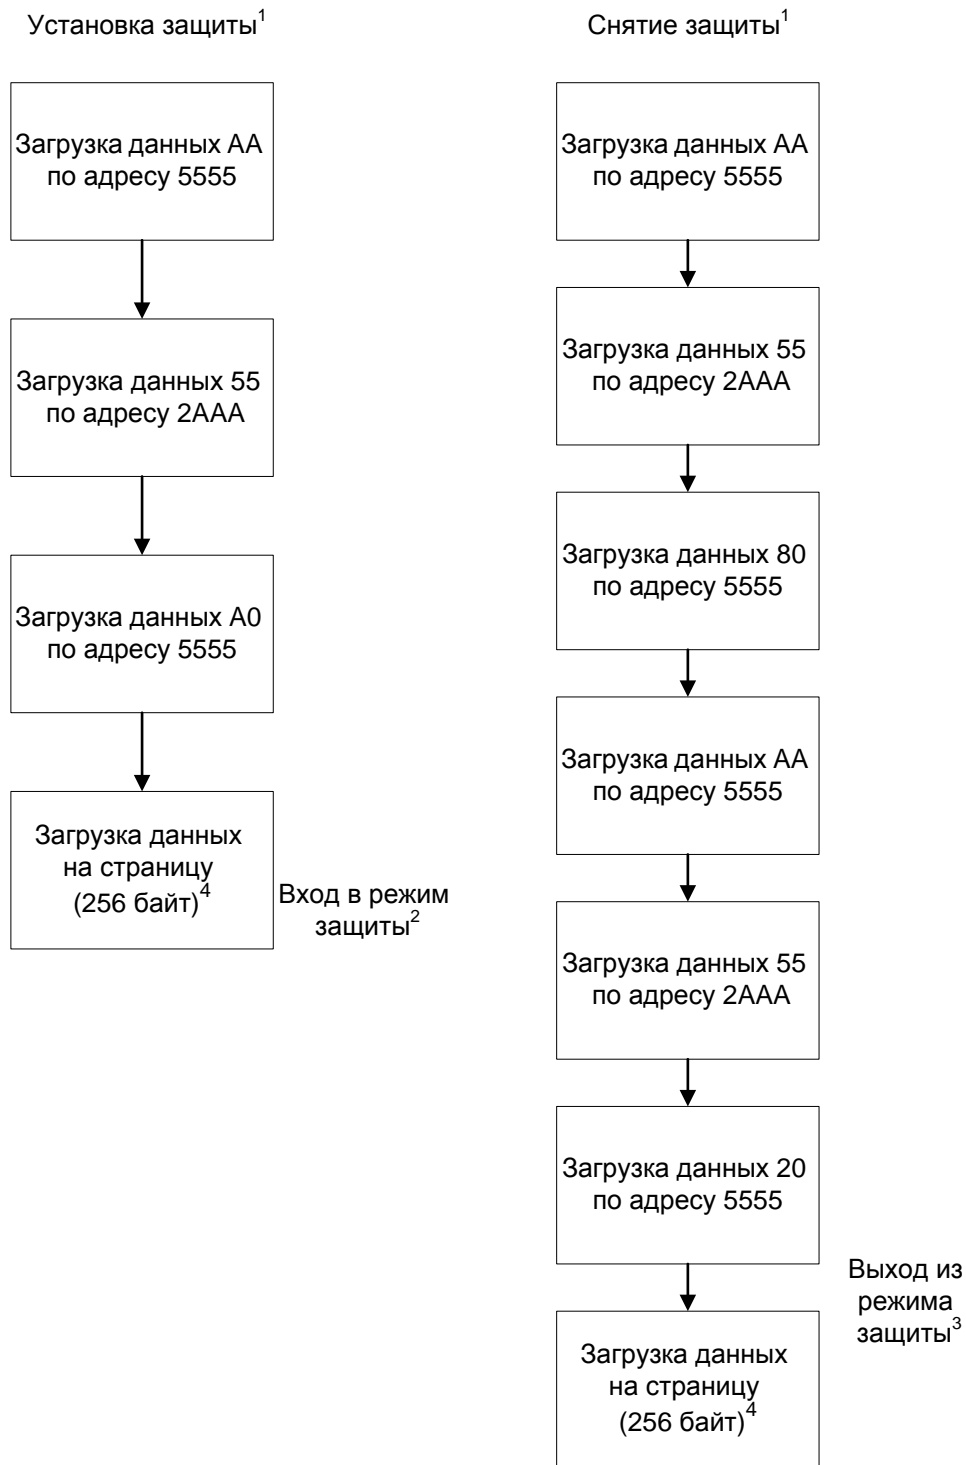 Установка защиты¹
Загрузка данных AA
по адресу 5555
Загрузка данных 55
по адресу 2AAA
Загрузка данных A0
по адресу 5555
Загрузка данных
на страницу
(256 байт)⁴
Вход в режим
защиты²
Снятие защиты¹
Загрузка данных AA
по адресу 5555
Загрузка данных 55
по адресу 2AAA
Загрузка данных 80
по адресу 5555
Загрузка данных AA
по адресу 5555
Загрузка данных 55
по адресу 2AAA
Загрузка данных 20
по адресу 5555
Выход из
режима
защиты³
Загрузка данных
на страницу
(256 байт)⁴